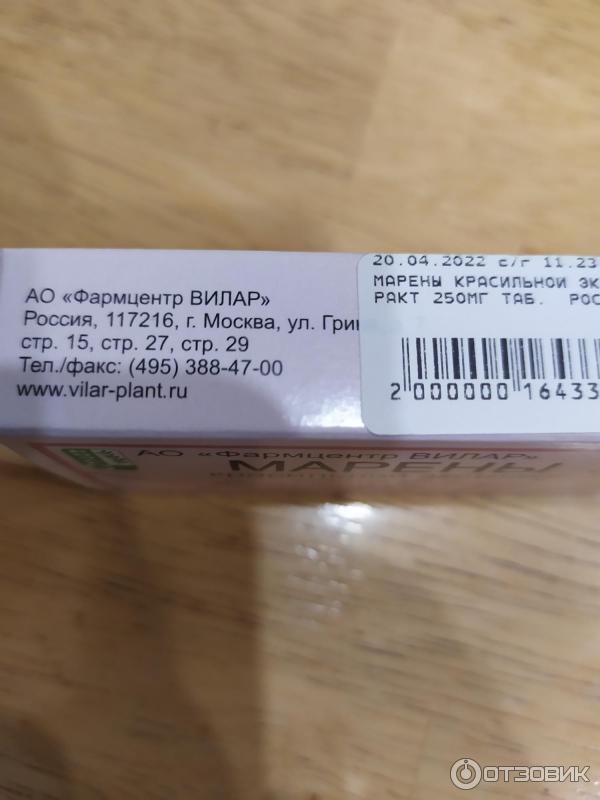 АО «Фармцентр ВИЛАР»
Россия, 117216, г. Москва, ул. Грин
стр. 15, стр. 27, стр. 29
Тел./факс: (495) 388-47-00
www.vilar-plant.ru
20.04.2022 с/г 11.23
МАРЕНЫ КРАСИЛЬНОЙ ЭК
РАКТ 250МГ ТАБ. РОС
2 000000 16433
АО «Фармцентр ВИЛАР»
МАРЕНЫ
ОТЗОВИК